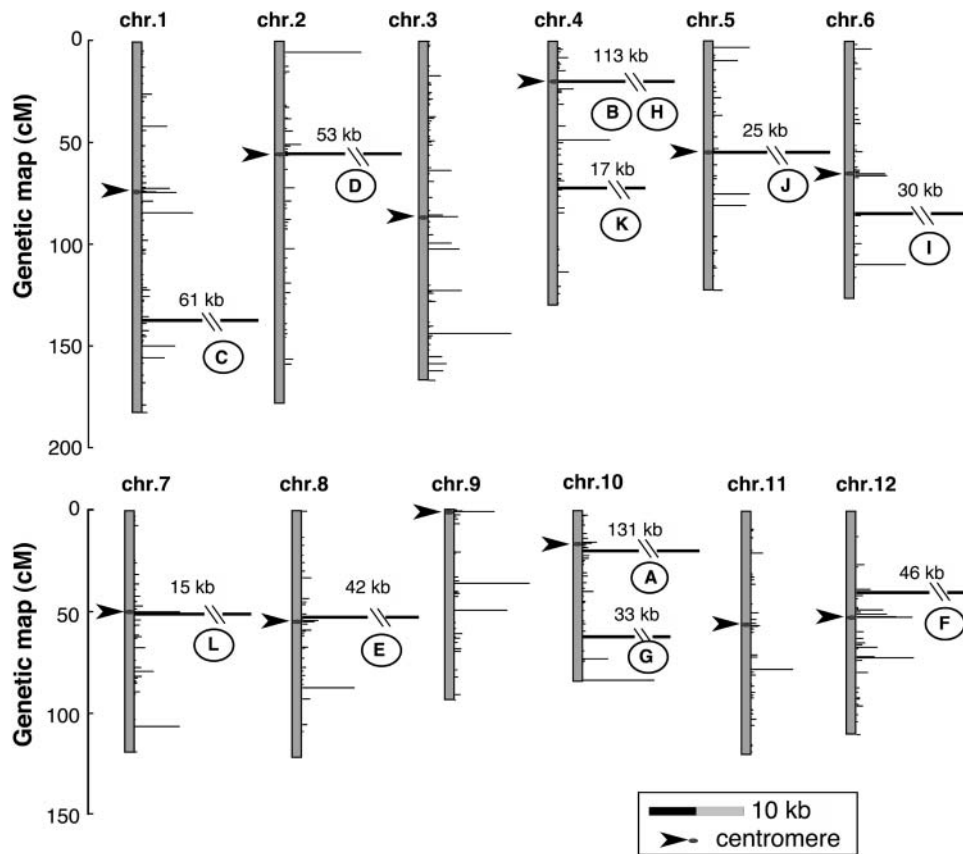 chr.1 chr.2 chr.3 chr.4 chr.5 chr.6
0
50
100
150
200
Genetic map (cM)
113 kb
B H
25 kb
J
53 kb
D
17 kb
K
30 kb
I
61 kb
C
chr.7 chr.8 chr.9 chr.10 chr.11 chr.12
0
50
100
150
Genetic map (cM)
131 kb
A
15 kb
L
42 kb
E
46 kb
F
33 kb
G
10 kb
centromere